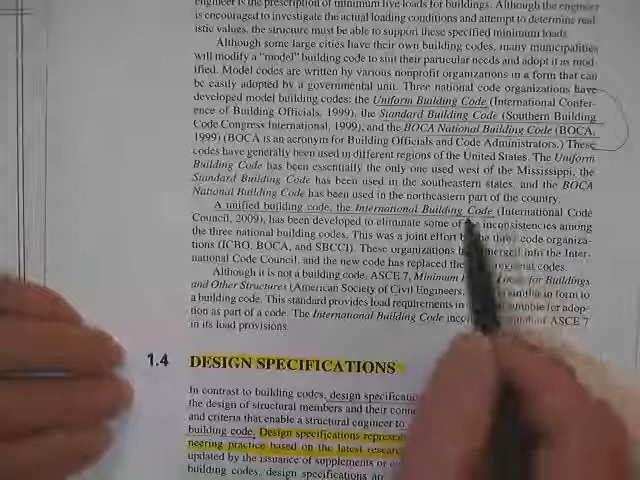 engineer is the prescription of minimum live loads for buildings. Although the engineer
is encouraged to investigate the actual loading conditions and attempt to determine real
istic values, the structure must be able to support these specified minimum loads.
Although some large cities have their own building codes, many municipalities
will modify a "model" building code to suit their particular needs and adopt it as mod
ified. Model codes are written by various nonprofit organizations in a form that can
be easily adopted by a governmental unit. Three national code organizations have
developed model building codes: the Uniform Building Code (International Confer-
ence of Building Officials, 1999), the Standard Building Code (Southern Building
Code Congress International, 1999), and the BOCA National Building Code (BOCA,
1999) (BOCA is an acronym for Building Officials and Code Administrators.) These
codes have generally been used in different regions of the United States. The Uniform
Building Code has been essentially the only one used west of the Mississippi, the
Standard Building Code has been used in the southeastern states, and the BOCA
National Building Code has been used in the northeastern part of the country.
A unified building code, the International Building Code (International Code
Council, 2009), has been developed to eliminate some of the inconsistencies among
the three national building codes. This was a joint effort by the three code organiza-
tions (ICBO, BOCA, and SBCCI). These organizations have merged into the Inter-
national Code Council, and the new code has replaced the regional codes.
Although it is not a building code, ASCE 7, Minimum Loads for Buildings
and Other Structures (American Society of Civil Engineers, similar in form to
a building code. This standard provides load requirements in suitable for adop-
tion as part of a code. The International Building Code of ASCE 7
in its load provisions.
1.4 DESIGN SPECIFICATIONS
In contrast to building codes, design
the design of structural members and their
and criteria that enable a structural engineer to
building code. Design specifications
neering practice based on the latest
updated by the issuance of supplements or
building codes, design specifications